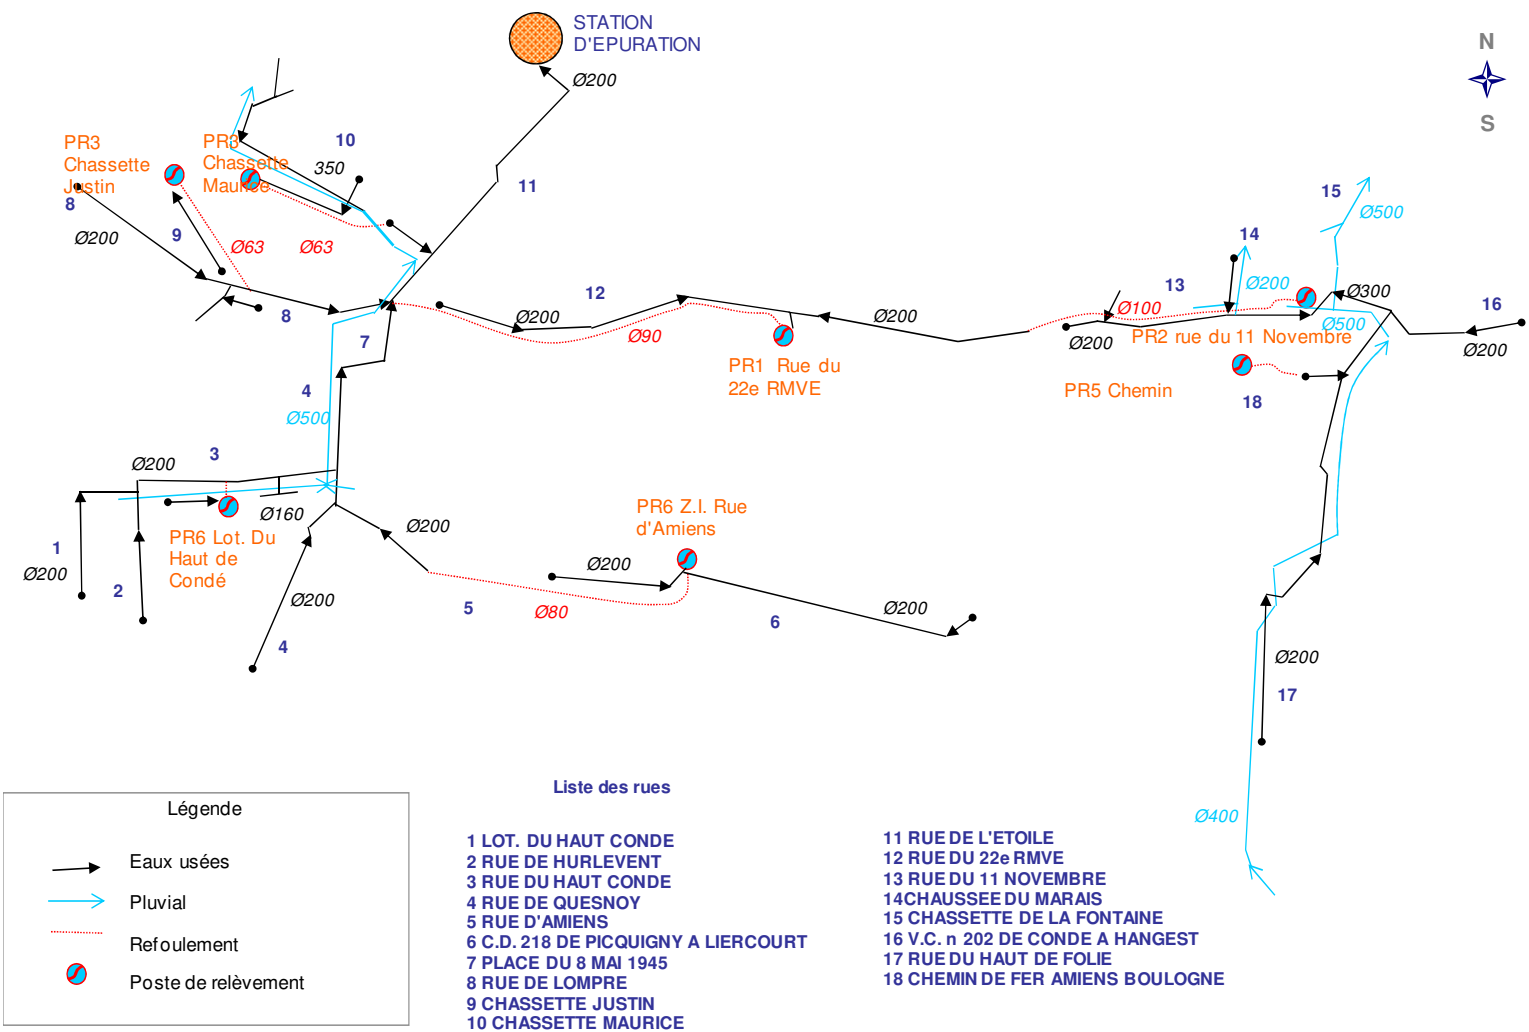 STATION
D'EPURATION
N
S
Ø200
PR3
Chassette
Justin
PR3
Chassette
Maurice
10
350
11
8
Ø200
9
Ø63
Ø63
8
7
12
Ø200
Ø90
Ø200
PR1 Rue du
22e RMVE
15
Ø500
14
Ø200
13
Ø100
Ø300
16
Ø500
Ø200
Ø200
PR2 rue du 11 Novembre
PR5 Chemin
18
4
Ø500
3
Ø200
Ø160
PR6 Lot. Du
Haut de
Condé
1
Ø200
2
Ø200
4
Ø200
PR6 Z.I. Rue
d'Amiens
Ø200
5
Ø80
6
Ø200
Ø200
17
Ø400
Légende
Eaux usées
Pluvial
Refoulement
Poste de relèvement
Liste des rues
1 LOT. DU HAUT CONDE
2 RUE DE HURLEVENT
3 RUE DU HAUT CONDE
4 RUE DE QUESNOY
5 RUE D'AMIENS
6 C.D. 218 DE PICQUIGNY A LIERCOURT
7 PLACE DU 8 MAI 1945
8 RUE DE LOMPRE
9 CHASSETTE JUSTIN
10 CHASSETTE MAURICE
11 RUE DE L'ETOILE
12 RUE DU 22e RMVE
13 RUE DU 11 NOVEMBRE
14CHAUSSEE DU MARAIS
15 CHASSETTE DE LA FONTAINE
16 V.C. n 202 DE CONDE A HANGEST
17 RUE DU HAUT DE FOLIE
18 CHEMIN DE FER AMIENS BOULOGNE